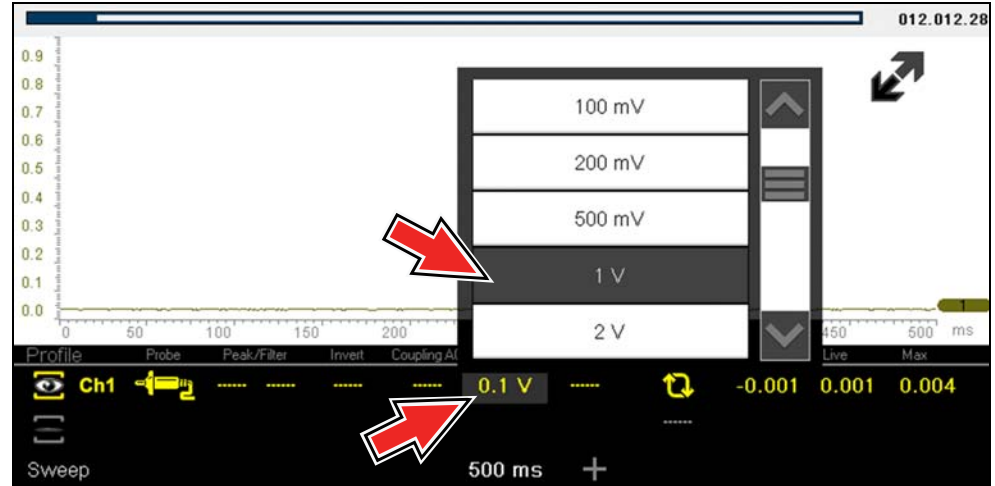 012.012.28
0.9
0.8
0.7
0.6
0.5
0.4
0.3
0.2
0.1
0.0
100 mV
200 mV
500 mV
1 V
2 V
1
0 50 100 150 200 450 500 ms
Profile Probe Peak/Filter Invert Coupling AC Live Max
Ch1 ----- ----- ----- ----- 0.1 V ----- -0.001 0.001 0.004
-----
Sweep 500 ms +